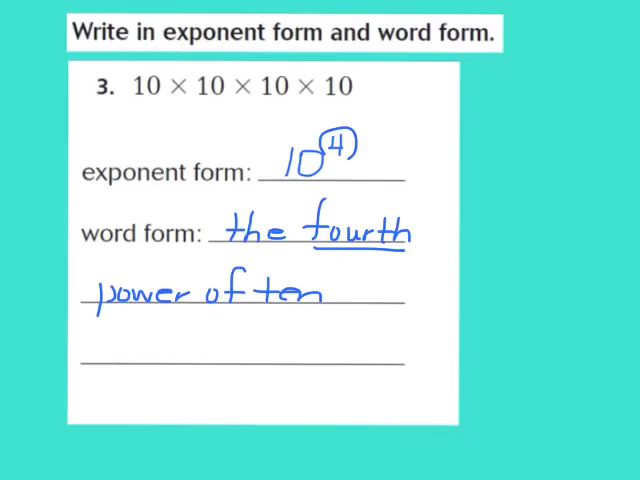 Write in exponent form and word form.
3. 10 × 10 × 10 × 10
exponent form: 10⁴
word form: the fourth
power of ten